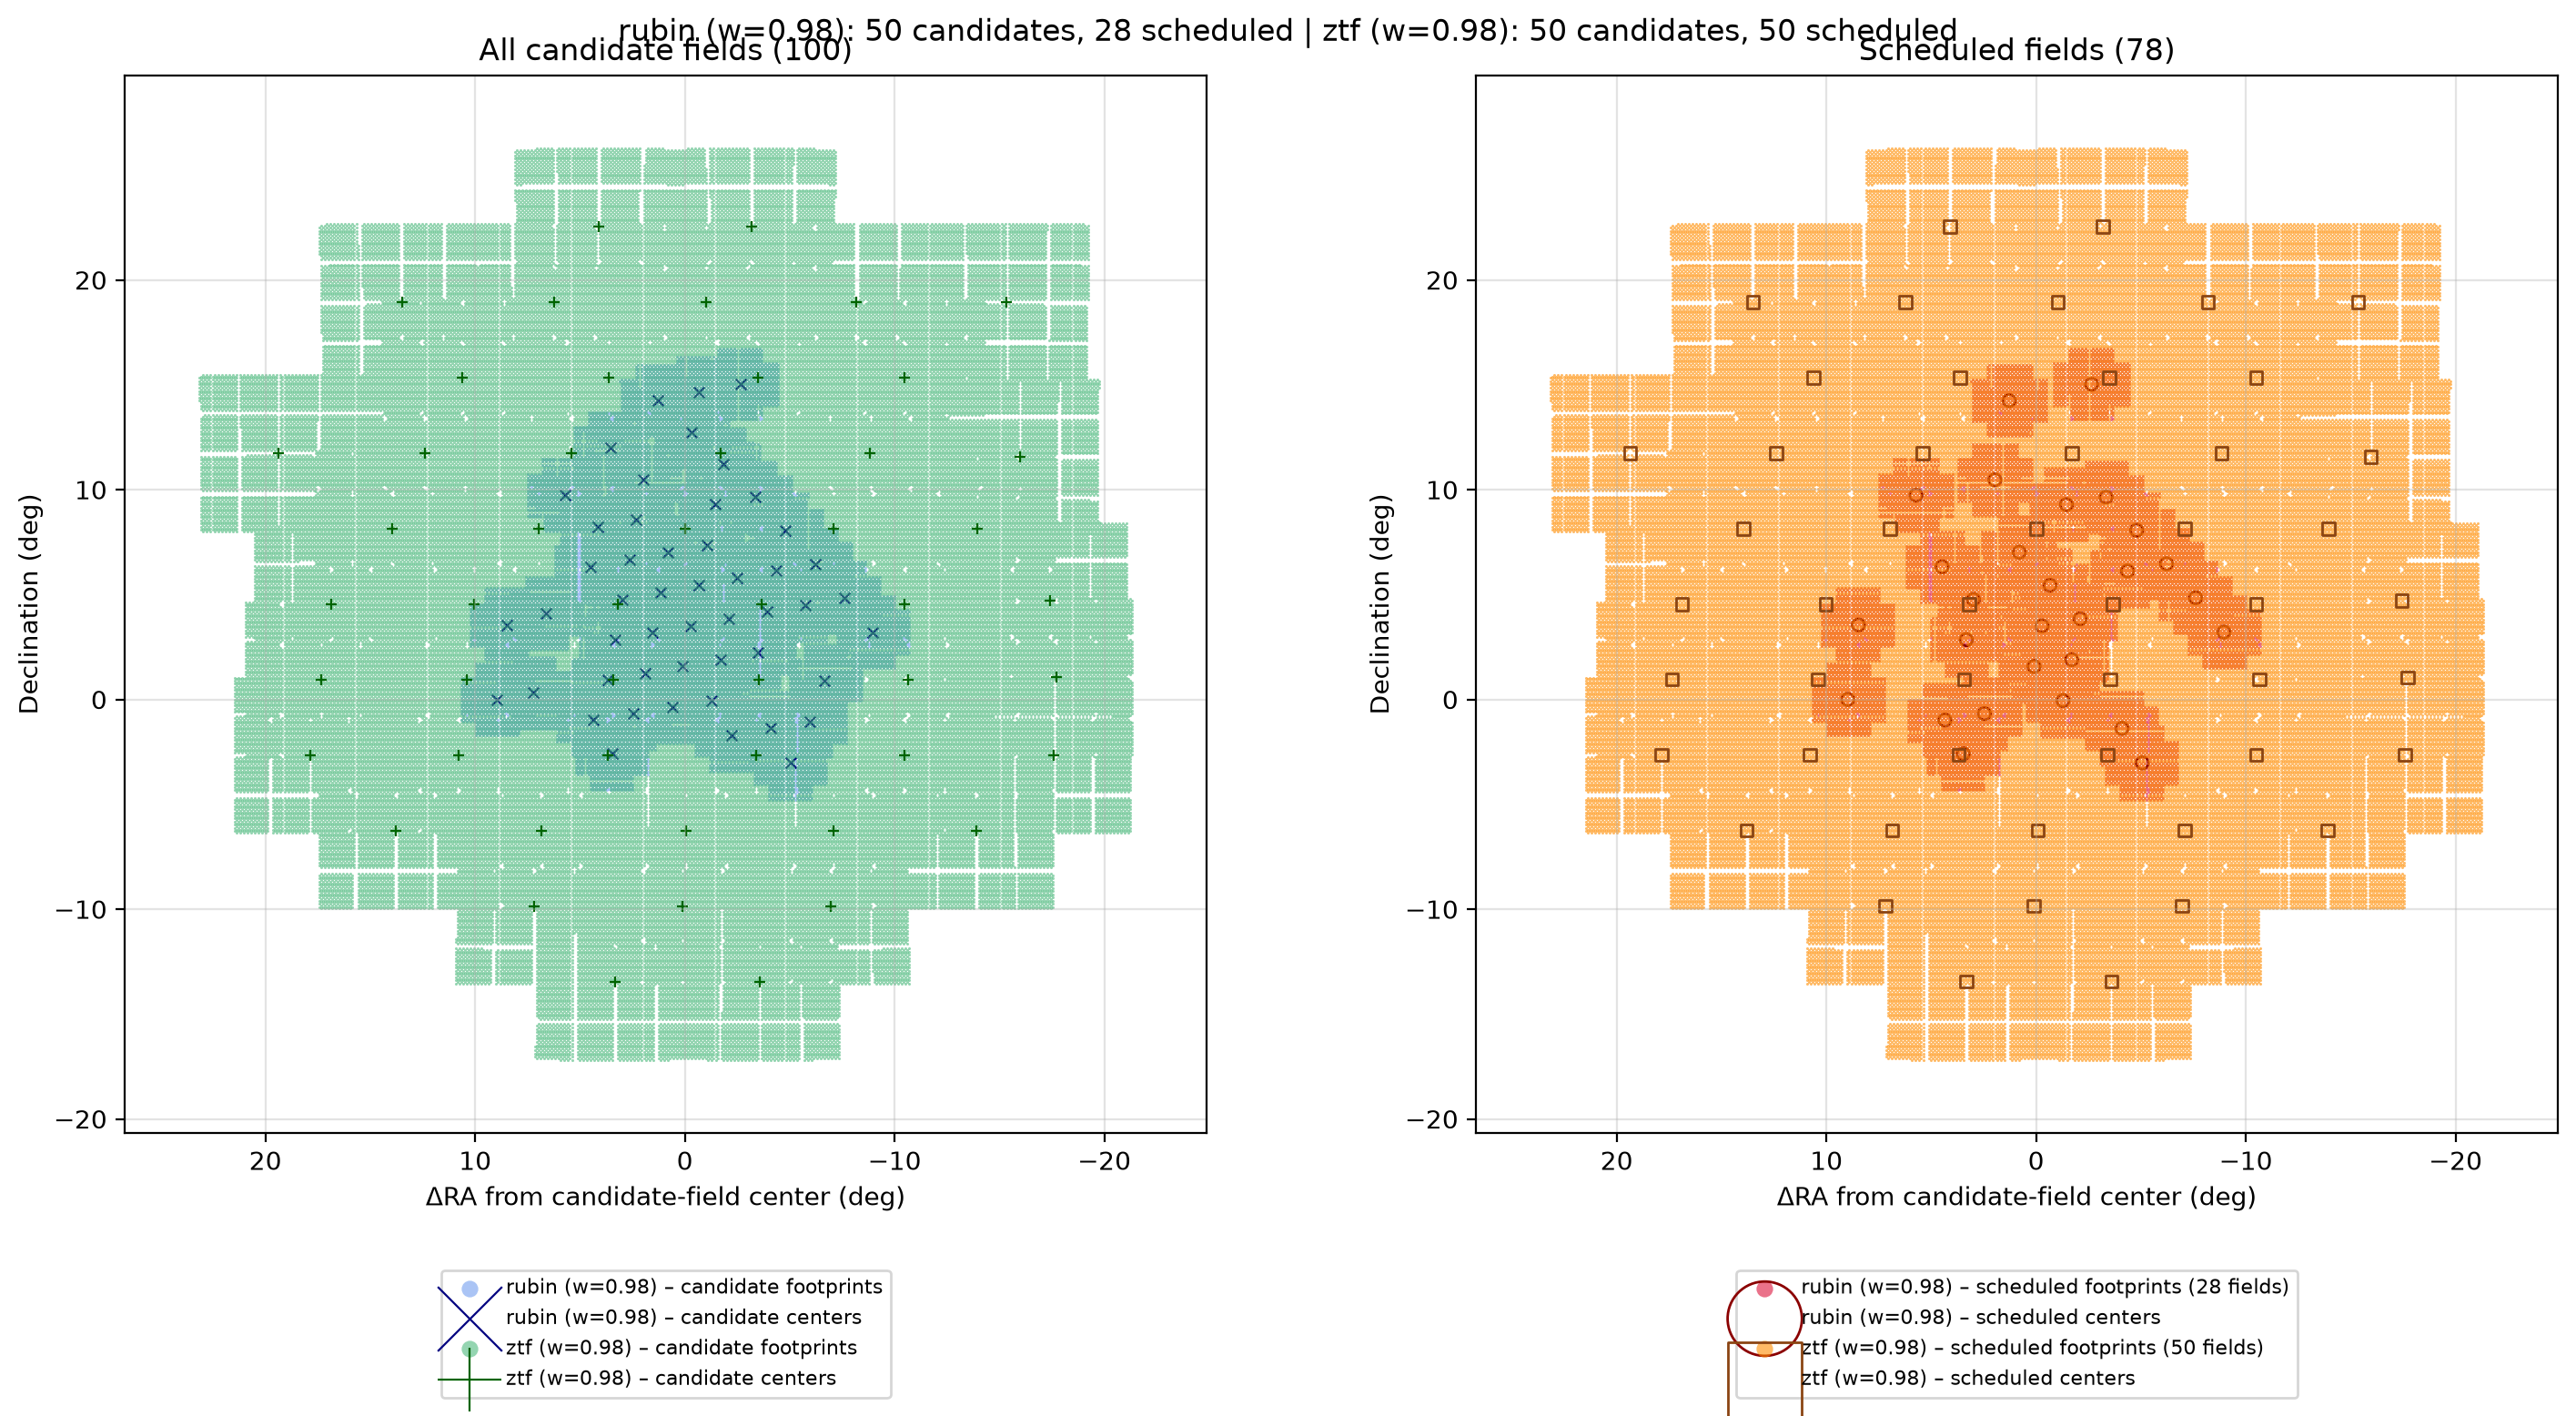 rubin (w=0.98): 50 candidates, 28 scheduled | ztf (w=0.98): 50 candidates, 50 scheduled
All candidate fields (100)
Declination (deg)
20
10
0
−10
−20
20
10
0
−10
−20
ΔRA from candidate-field center (deg)
rubin (w=0.98) – candidate footprints
rubin (w=0.98) – candidate centers
ztf (w=0.98) – candidate footprints
ztf (w=0.98) – candidate centers
Scheduled fields (78)
Declination (deg)
20
10
0
−10
−20
20
10
0
−10
−20
ΔRA from candidate-field center (deg)
rubin (w=0.98) – scheduled footprints (28 fields)
rubin (w=0.98) – scheduled centers
ztf (w=0.98) – scheduled footprints (50 fields)
ztf (w=0.98) – scheduled centers